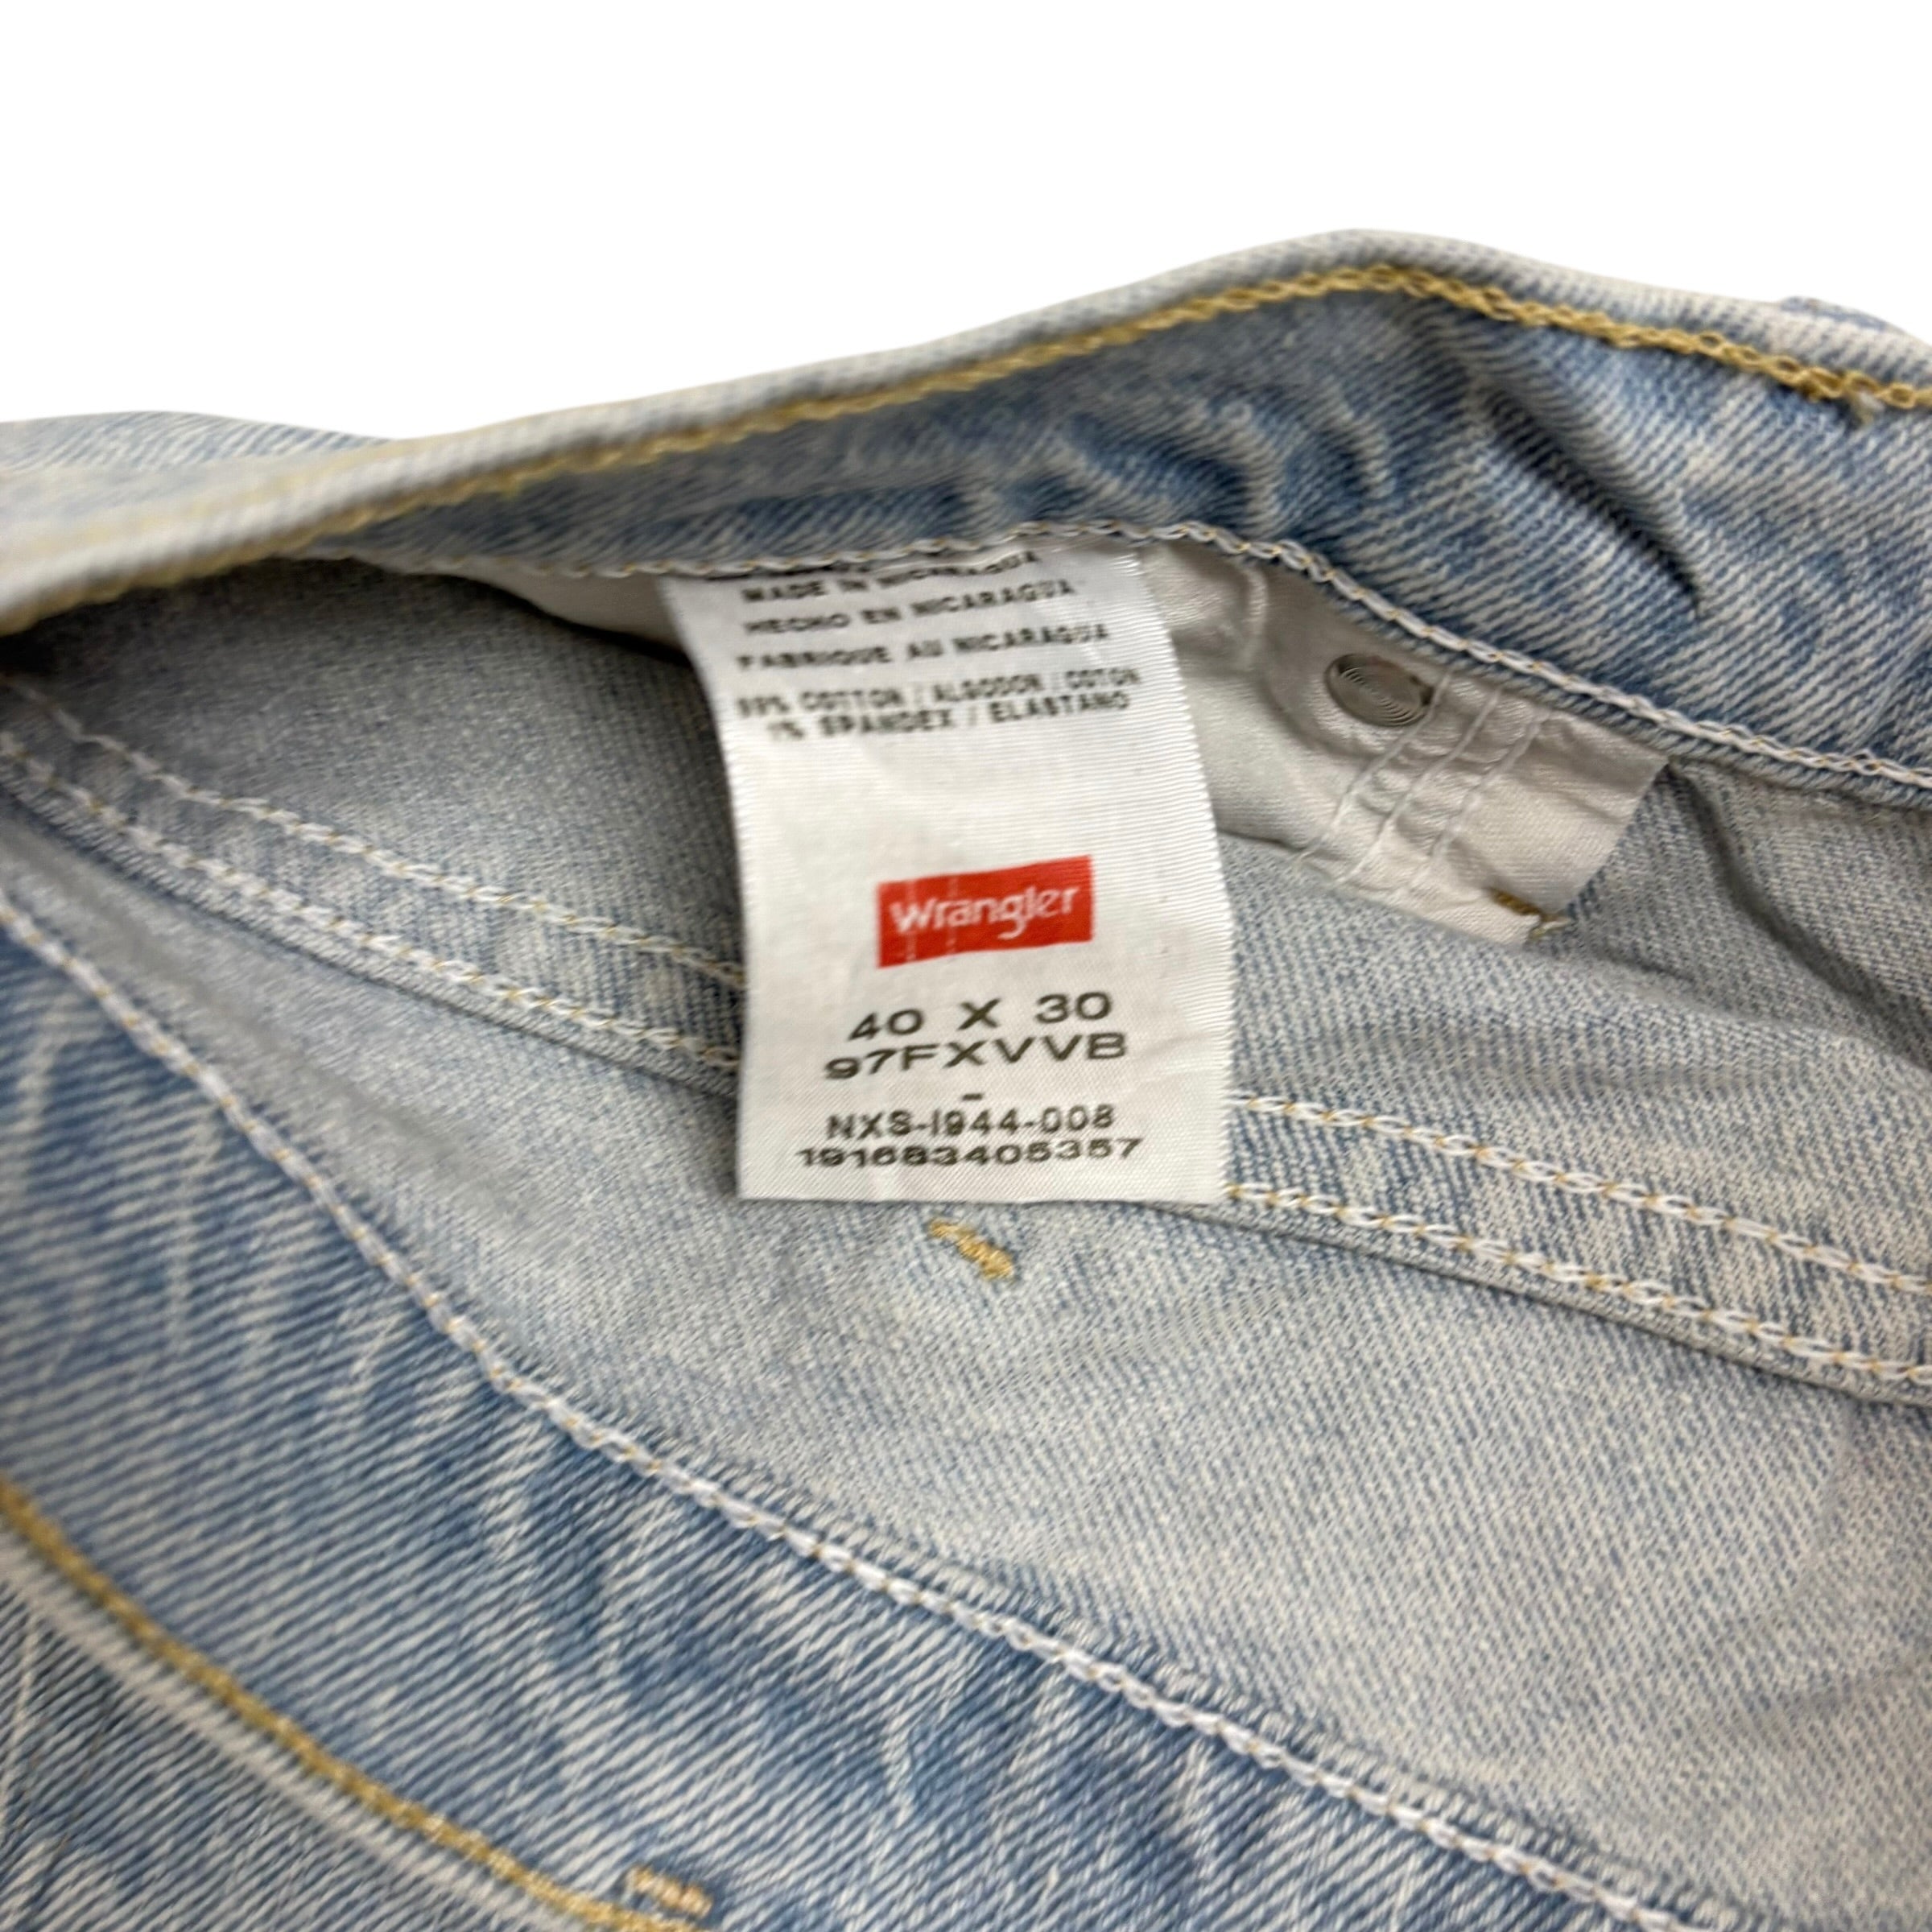 MADE IN NICARAGUA
HECHO EN NICARAGUA
FABRIQUE AU NICARAGUA
99% COTTON / ALGODON / COTON
1% SPANDEX / ELASTANO
Wrangler
40 X 30
97FXVVB
-
NXS-1944-008
191683405357